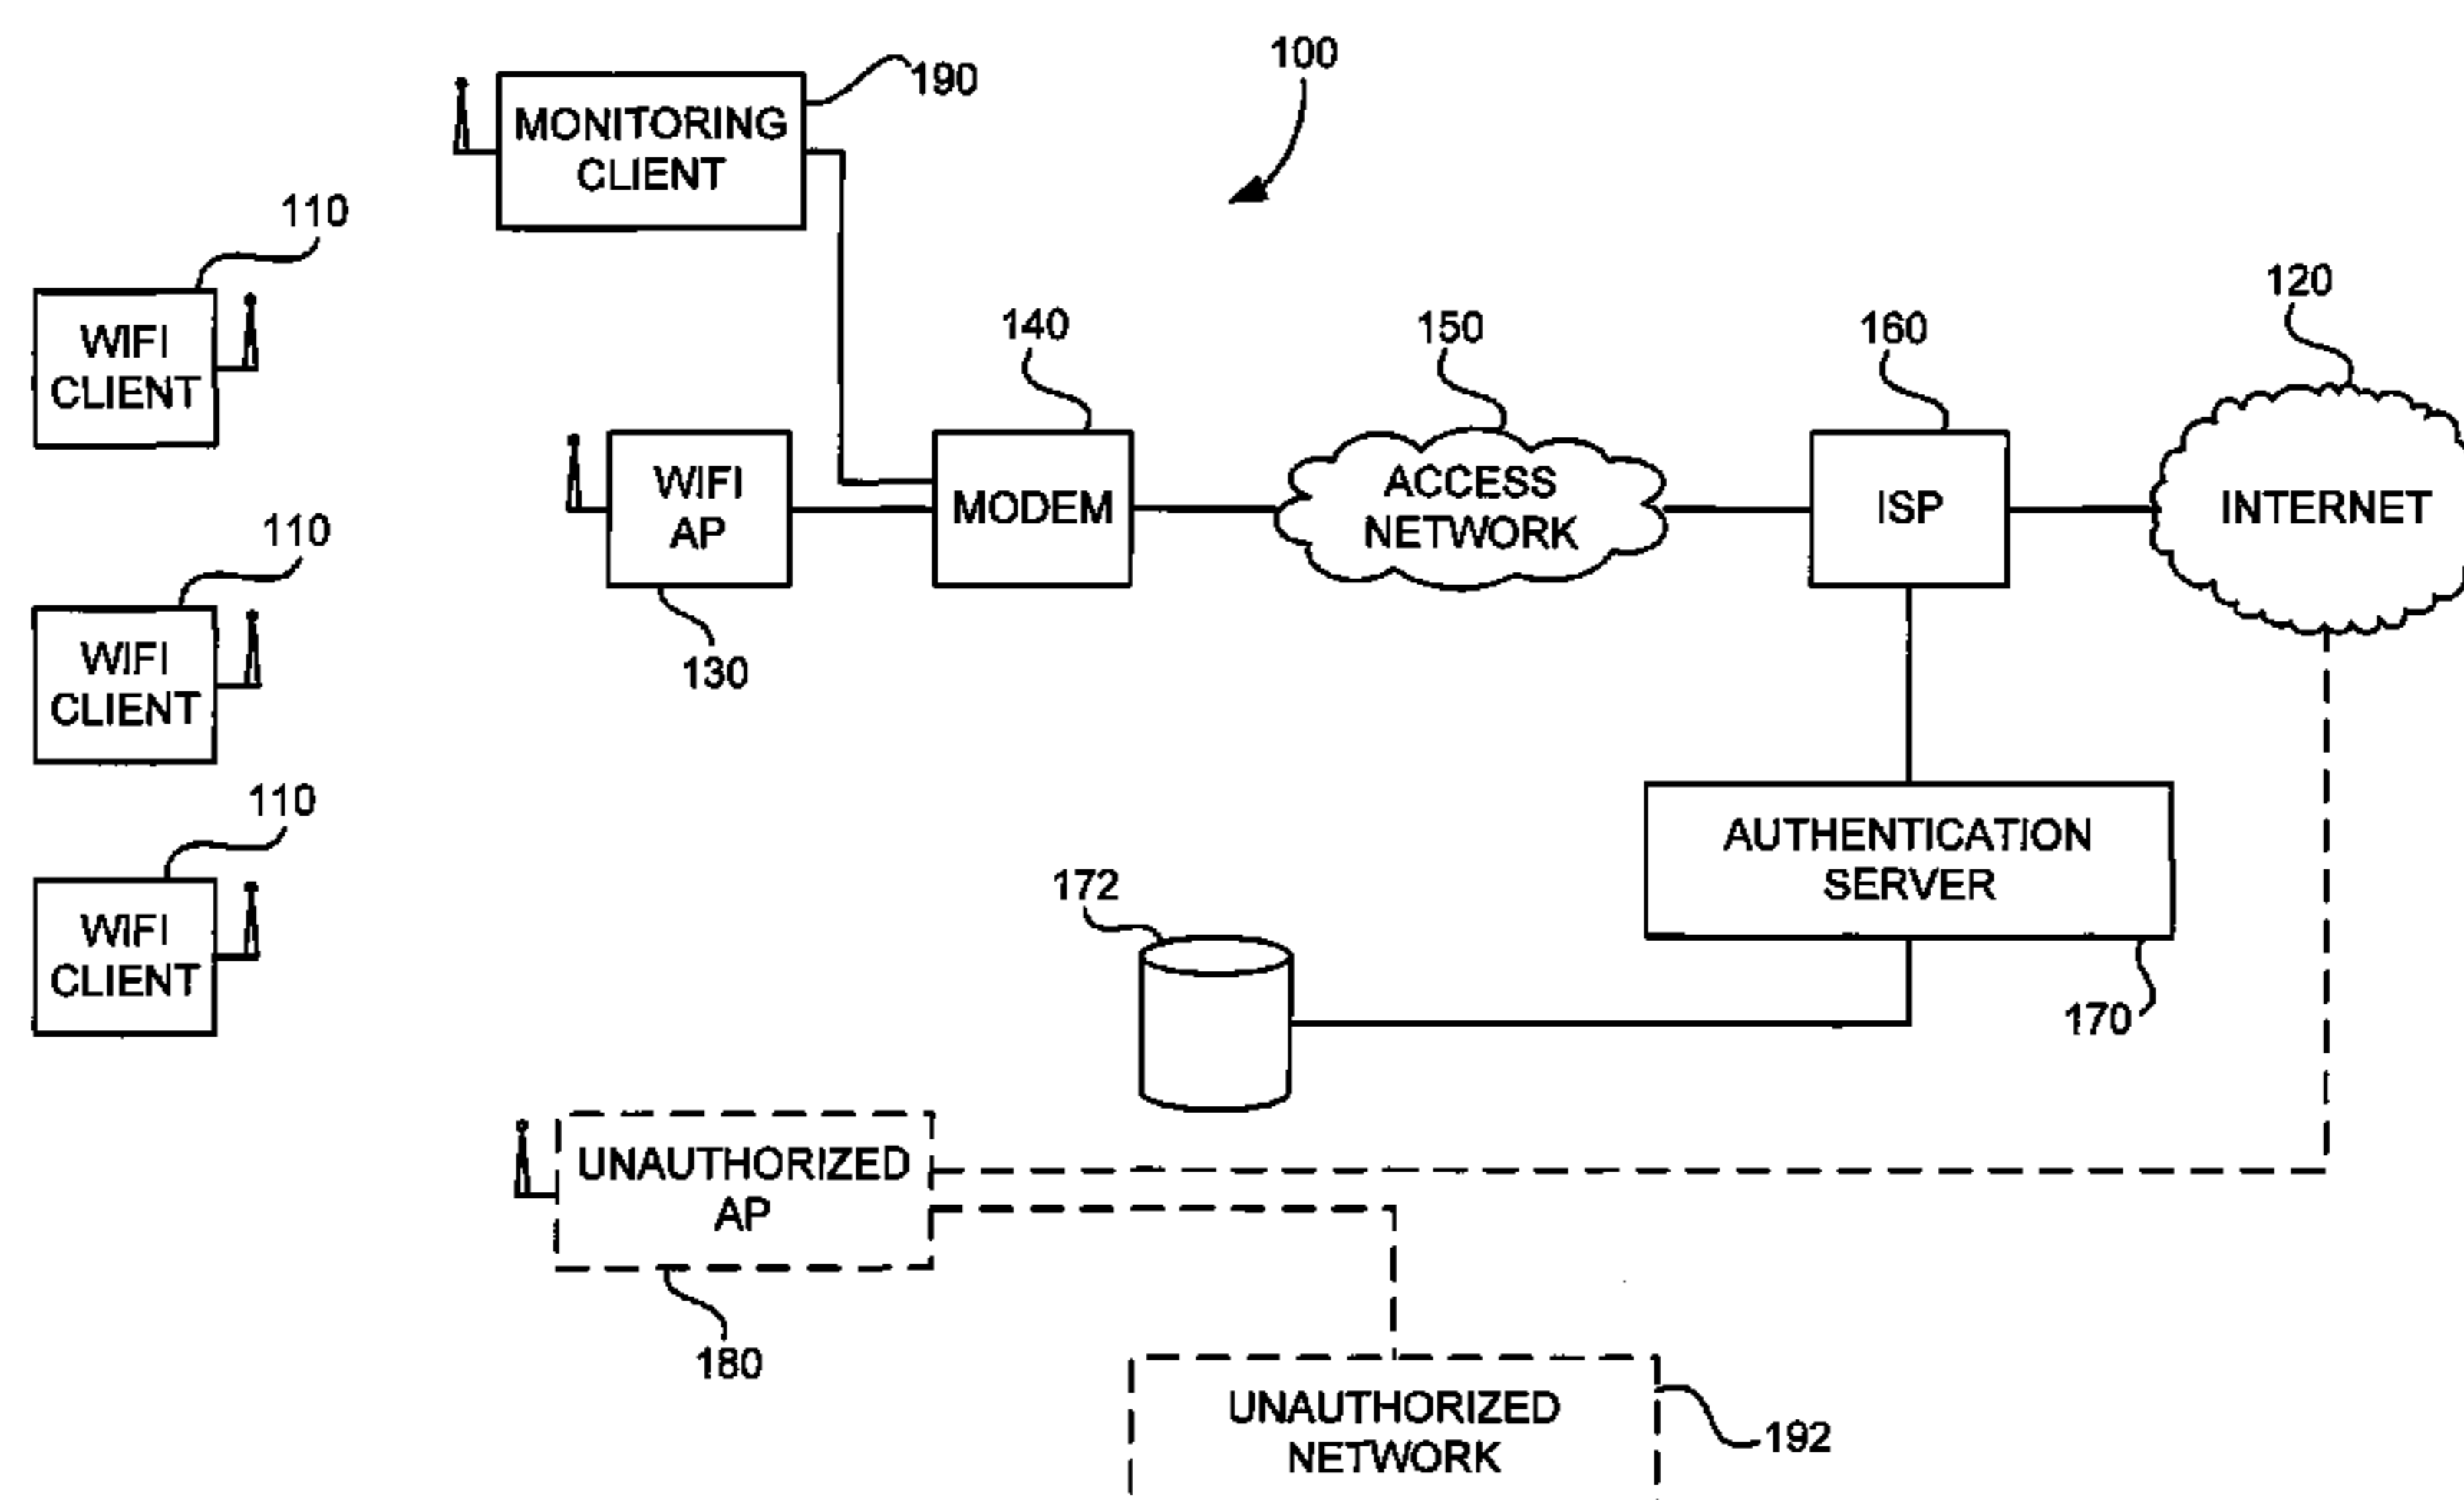 100
190
MONITORING
CLIENT
110
WIFI
CLIENT
140
150
160
120
WIFI
AP
MODEM
ACCESS
NETWORK
ISP
INTERNET
130
110
WIFI
CLIENT
110
WIFI
CLIENT
AUTHENTICATION
SERVER
172
170
UNAUTHORIZED
AP
180
UNAUTHORIZED
NETWORK
192